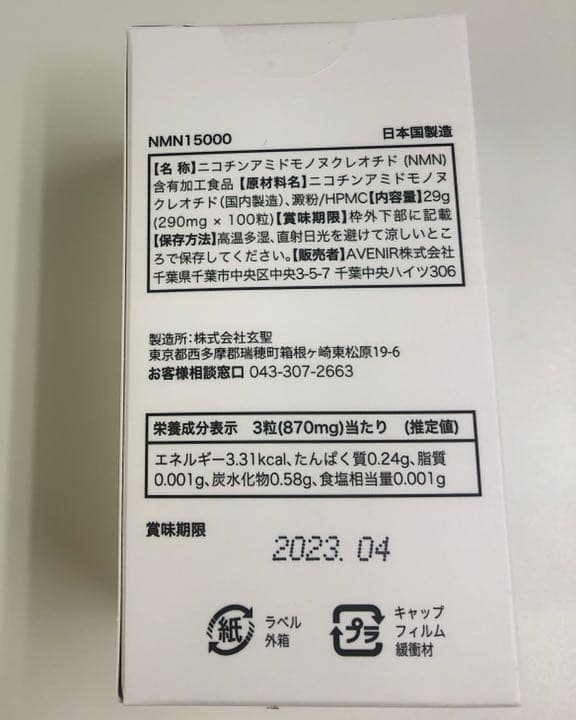 NMN15000 日本国製造
【名 称】ニコチンアミドモノヌクレオチド (NMN)
含有加工食品【原材料名】ニコチンアミドモノヌ
クレオチド(国内製造)、澱粉/HPMC【内容量】29g
(290mg × 100粒)【賞味期限】枠外下部に記載
【保存方法】高温多湿、直射日光を避けて涼しいとこ
ろで保存してください。【販売者】AVENIR株式会社
千葉県千葉市中央区中央3-5-7 千葉中央ハイツ306
製造所:株式会社玄聖
東京都西多摩郡瑞穂町箱根ヶ崎東松原19-6
お客様相談窓口 043-307-2663
栄養成分表示 3粒(870mg)当たり (推定値)
エネルギー3.31kcal、たんぱく質0.24g、脂質
0.001g、炭水化物0.58g、食塩相当量0.001g
賞味期限
2023. 04
紙
ラベル
外箱
プラ
キャップ
フィルム
緩衝材